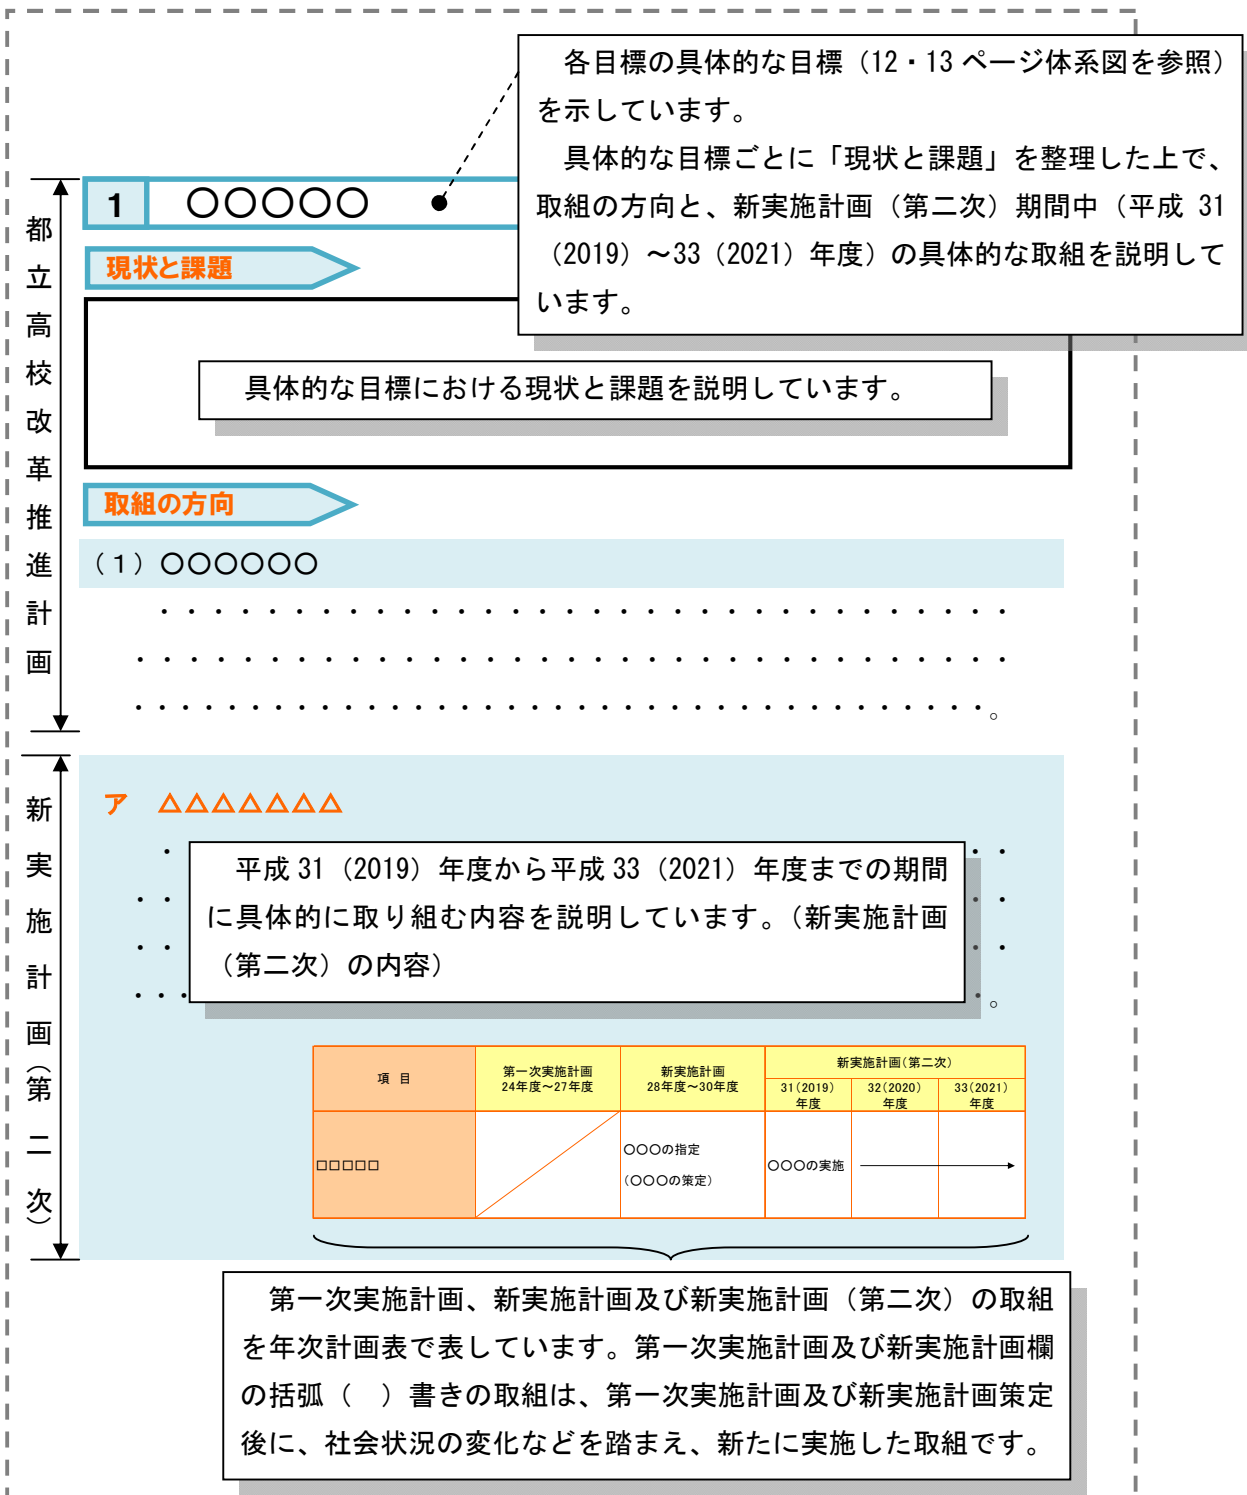 各目標の具体的な目標（12・13 ページ体系図を参照）
を示しています。
具体的な目標ごとに「現状と課題」を整理した上で、
取組の方向と、新実施計画（第二次）期間中（平成 31
（2019）～33（2021）年度）の具体的な取組を説明して
います。
都立高校改革推進計画
1 ○○○○○
現状と課題
具体的な目標における現状と課題を説明しています。
取組の方向
（１）○○○○○○
・・・・・・・・・・・・・・・・・・・・・・・・・・・・・・・・
・・・・・・・・・・・・・・・・・・・・・・・・・・・・・・・・・
・・・・・・・・・・・・・・・・・・・・・・・・・・・・・・。
新実施計画（第二次）
ア △△△△△△△
平成 31（2019）年度から平成 33（2021）年度までの期間
に具体的に取り組む内容を説明しています。（新実施計画
（第二次）の内容）
項 目
第一次実施計画
24年度～27年度
新実施計画
28年度～30年度
新実施計画（第二次）
31(2019)
年度
32(2020)
年度
33(2021)
年度
□□□□□
○○○の指定
（○○○の策定）
○○○の実施
第一次実施計画、新実施計画及び新実施計画（第二次）の取組
を年次計画表で表しています。第一次実施計画及び新実施計画欄
の括弧（　）書きの取組は、第一次実施計画及び新実施計画策定
後に、社会状況の変化などを踏まえ、新たに実施した取組です。